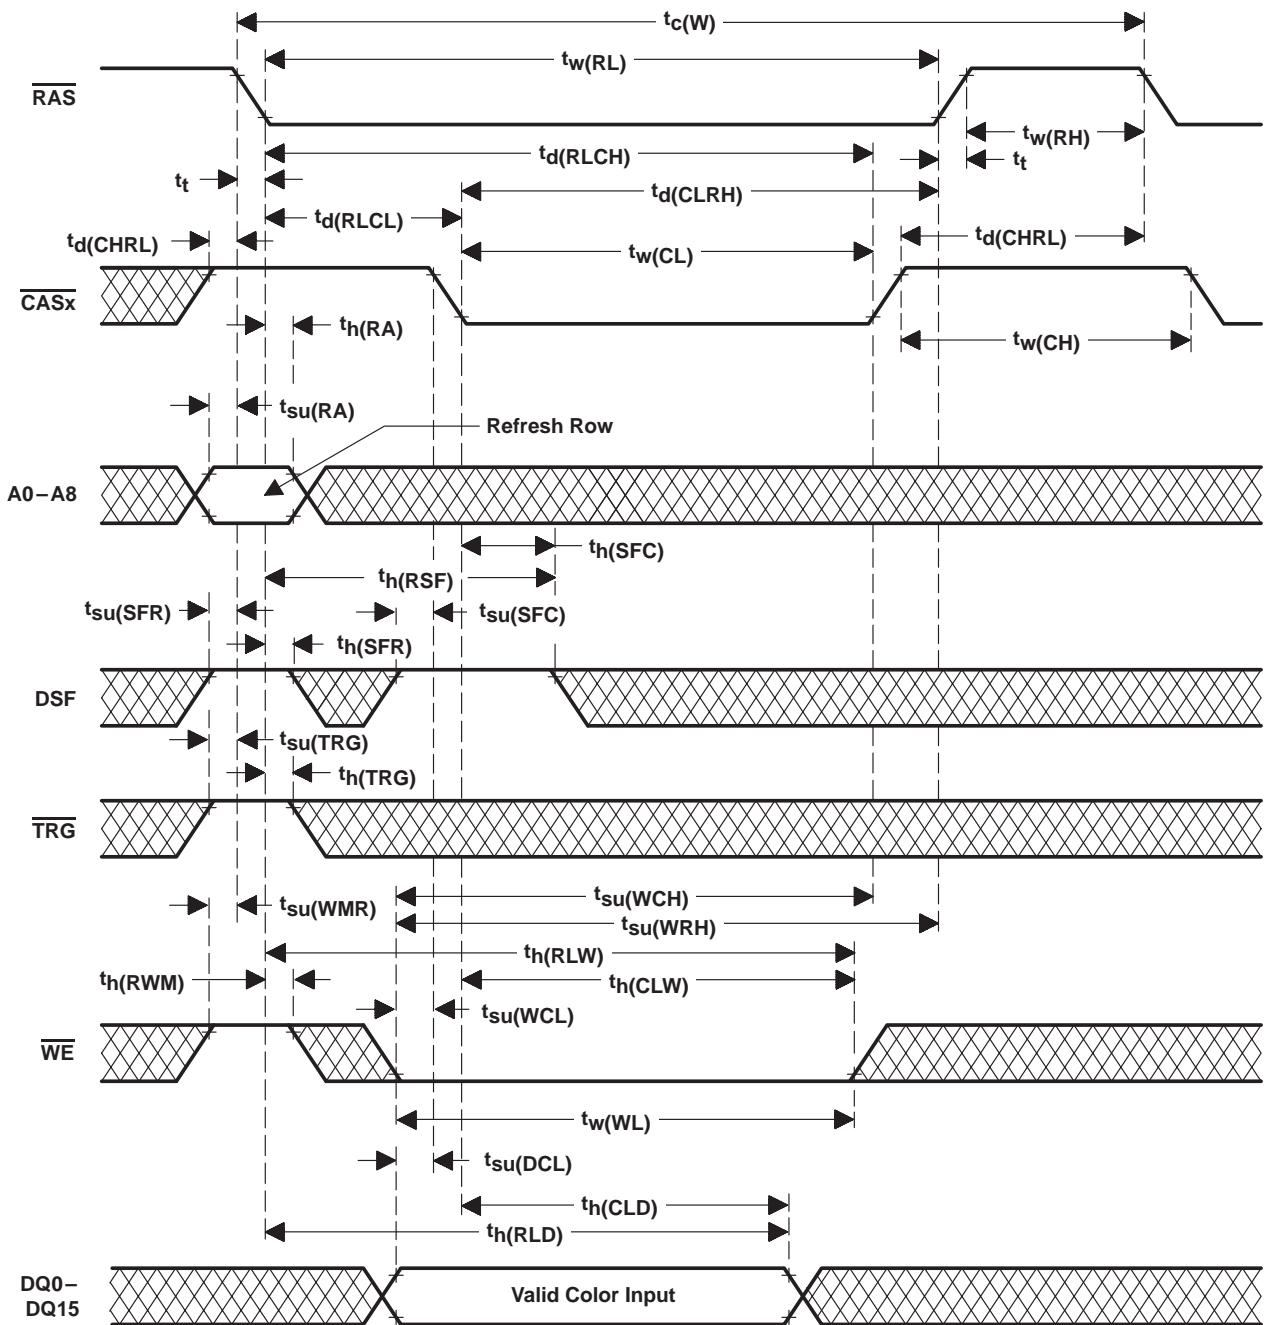 tc(W)
tw(RL)
RAS
tw(RH)
td(RLCH)
tt
tt
td(CLRH)
td(RLCL)
td(CHRL)
td(CHRL)
tw(CL)
CASx
th(RA)
tw(CH)
tsu(RA)
Refresh Row
A0–A8
th(SFC)
th(RSF)
tsu(SFR)
tsu(SFC)
th(SFR)
DSF
tsu(TRG)
th(TRG)
TRG
tsu(WCH)
tsu(WMR)
tsu(WRH)
th(RLW)
th(RWM)
th(CLW)
tsu(WCL)
WE
tw(WL)
tsu(DCL)
th(CLD)
th(RLD)
DQ0–
DQ15
Valid Color Input